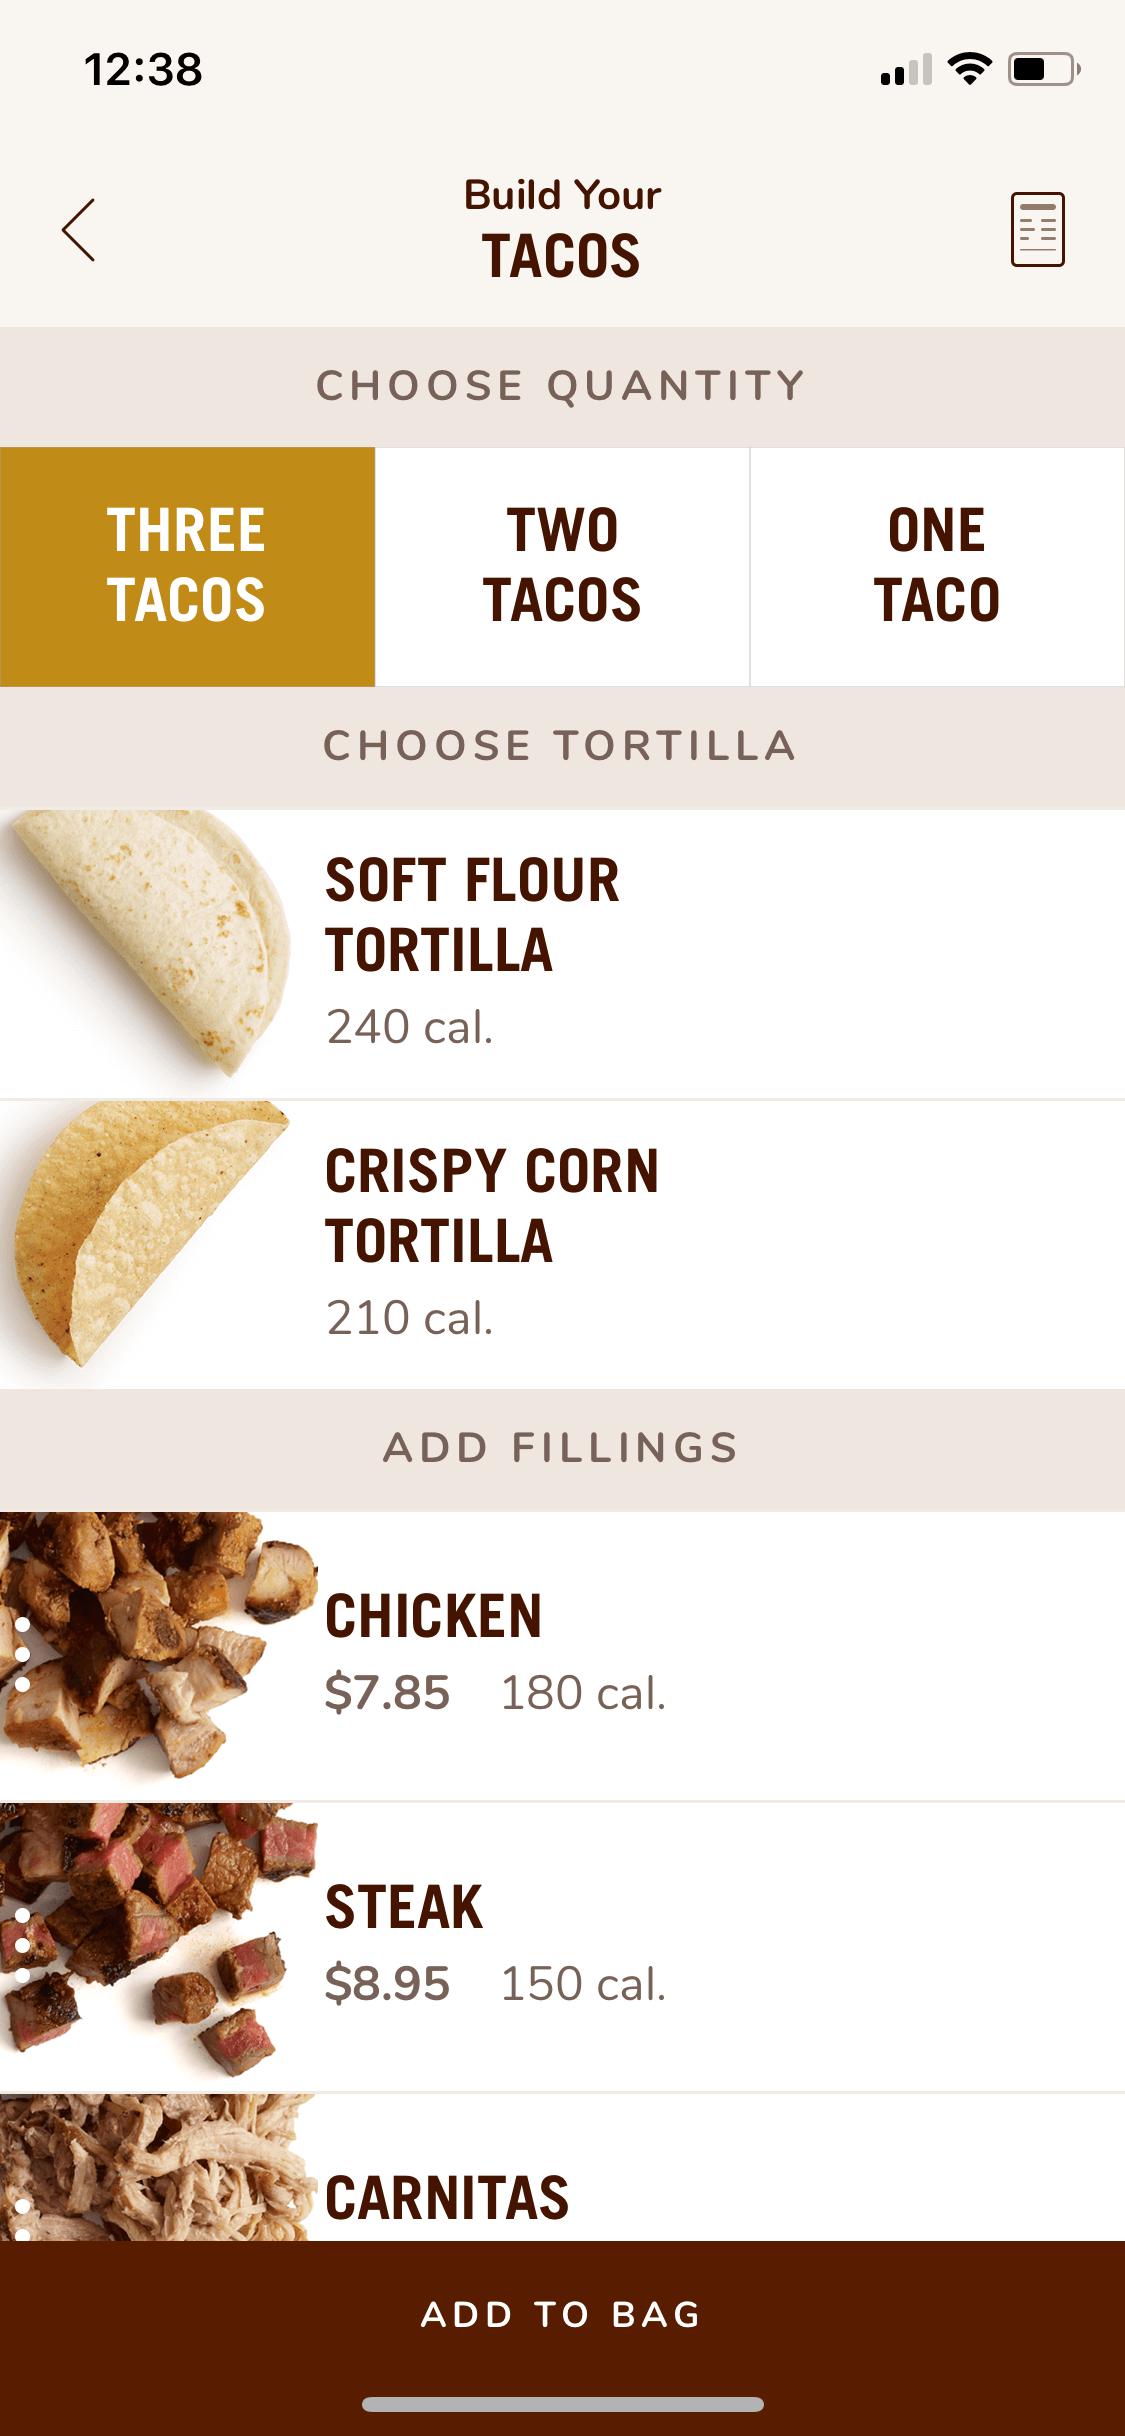 12:38
Build Your
TACOS
CHOOSE QUANTITY
THREE
TACOS
TWO
TACOS
ONE
TACO
CHOOSE TORTILLA
SOFT FLOUR
TORTILLA
240 cal.
CRISPY CORN
TORTILLA
210 cal.
ADD FILLINGS
CHICKEN
$7.85 180 cal.
STEAK
$8.95 150 cal.
CARNITAS
ADD TO BAG